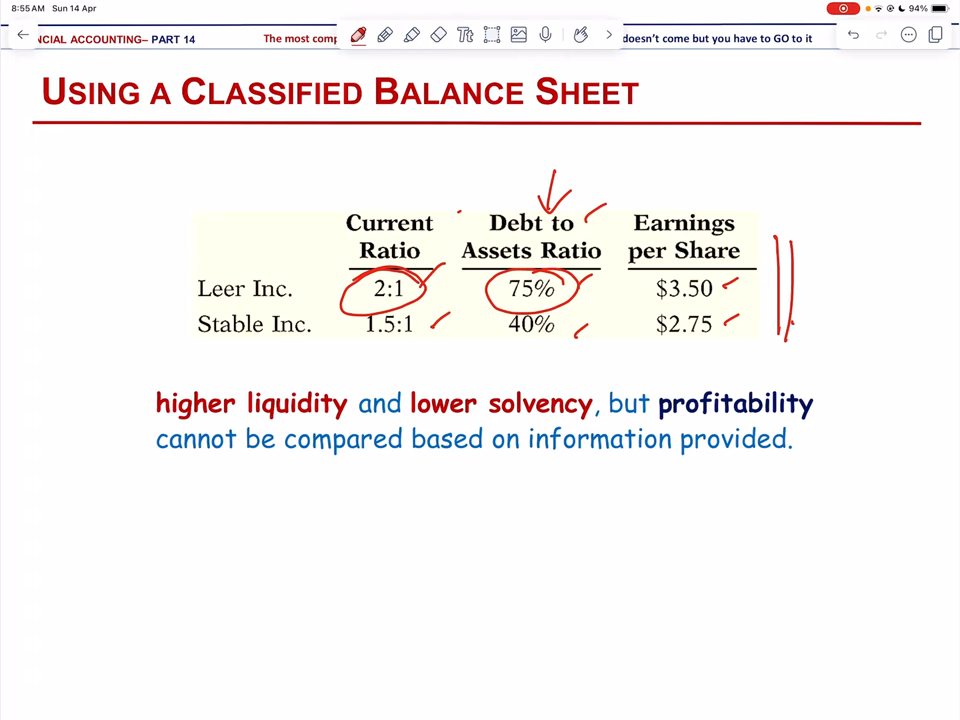 8:55AM Sun 14 Apr
94%
NCIAL ACCOUNTING– PART 14
The most comp
doesn't come but you have to GO to it
Tt
USING A CLASSIFIED BALANCE SHEET
Current Debt to Earnings
Ratio Assets Ratio per Share
Leer Inc. 2:1 75% $3.50
Stable Inc. 1.5:1 40% $2.75
higher liquidity and lower solvency, but profitability
cannot be compared based on information provided.